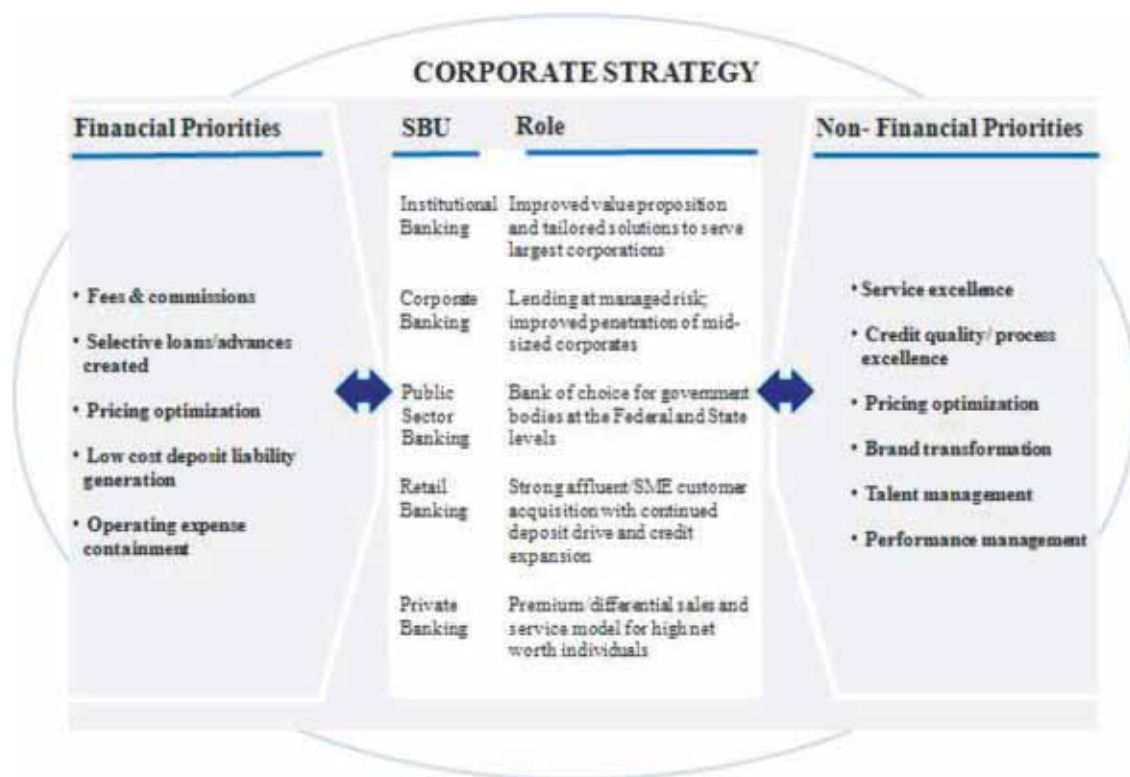 CORPORATE STRATEGY
Financial Priorities
• Fees & commissions
• Selective loans/advances
created
• Pricing optimization
• Low cost deposit liability
generation
• Operating expense
containment
SBU Role
Institutional Improved value proposition
Banking and tailored solutions to serve
largest corporations
Corporate Lending at managed risk;
Banking improved penetration of mid-
sized corporates
Public Bank of choice for government
Sector bodies at the Federal and State
Banking levels
Retail Strong affluent/SME customer
Banking acquisition with continued
deposit drive and credit
expansion
Private Premium/differential sales and
Banking service model for high net
worth individuals
Non- Financial Priorities
• Service excellence
• Credit quality/ process
excellence
• Pricing optimization
• Brand transformation
• Talent management
• Performance management